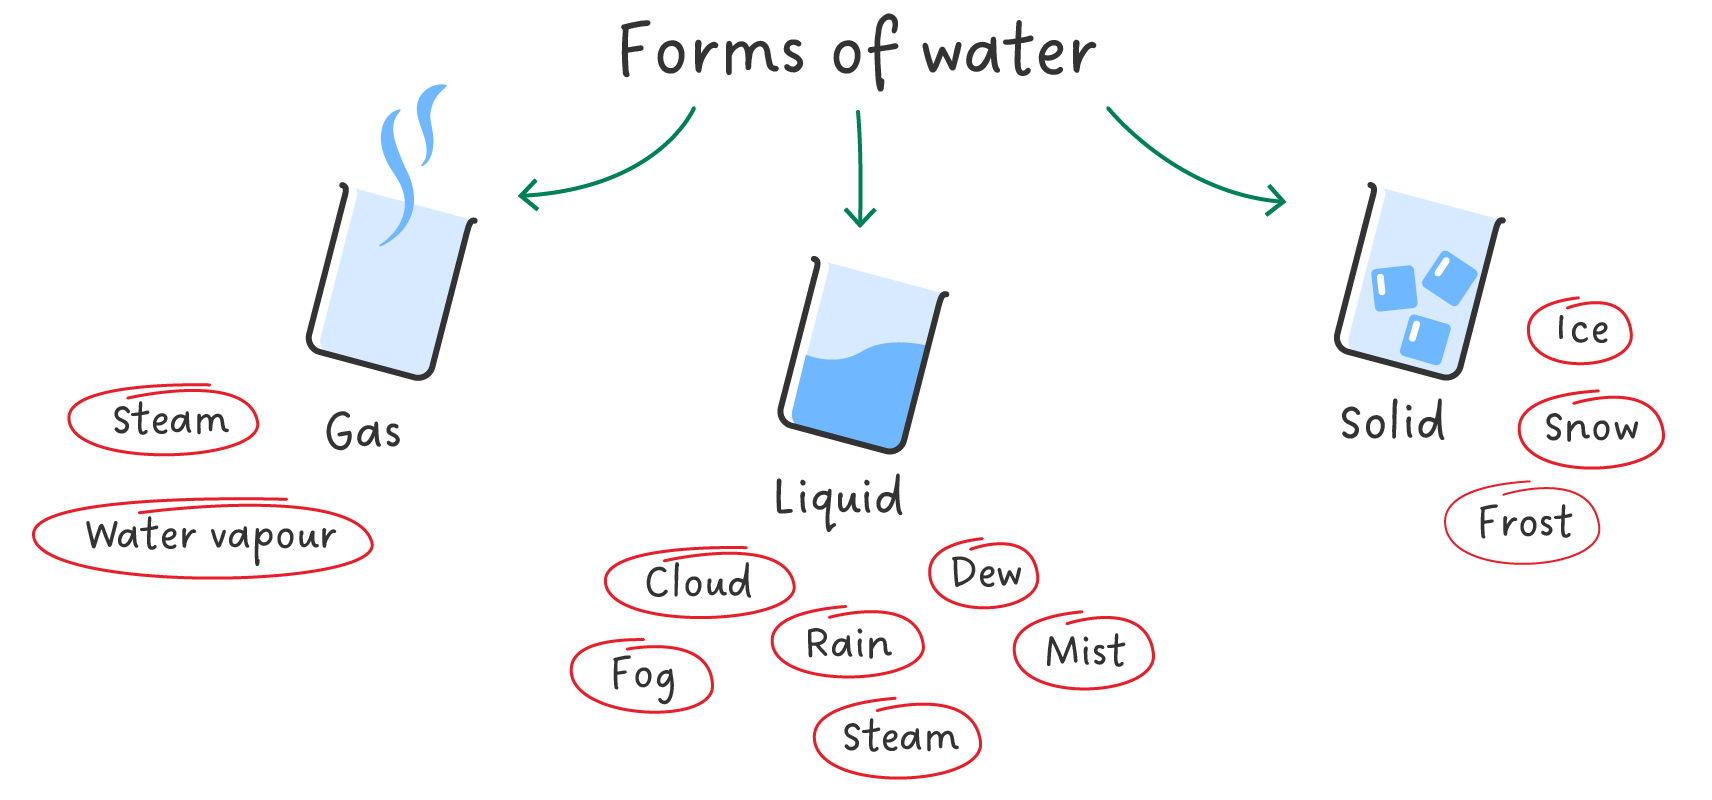 Forms of water
Gas
Steam
Water vapour
Liquid
Cloud
Dew
Rain
Mist
Fog
Steam
Solid
Ice
Snow
Frost